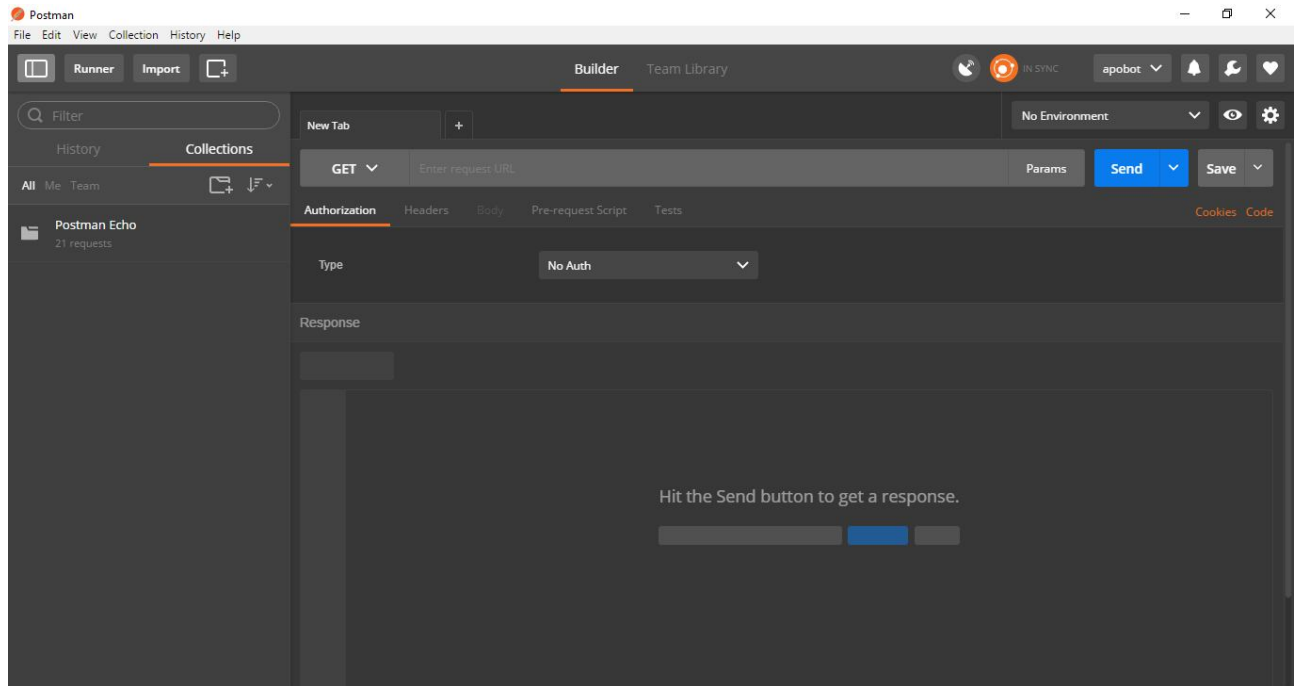 Postman
File Edit View Collection History Help
Runner Import Builder Team Library IN SYNC apobot
Filter
New Tab + No Environment
History Collections
GET Enter request URL Params Send Save
All Me Team
Authorization Headers Body Pre-request Script Tests Cookies Code
Postman Echo
21 requests
Type No Auth
Response
Hit the Send button to get a response.